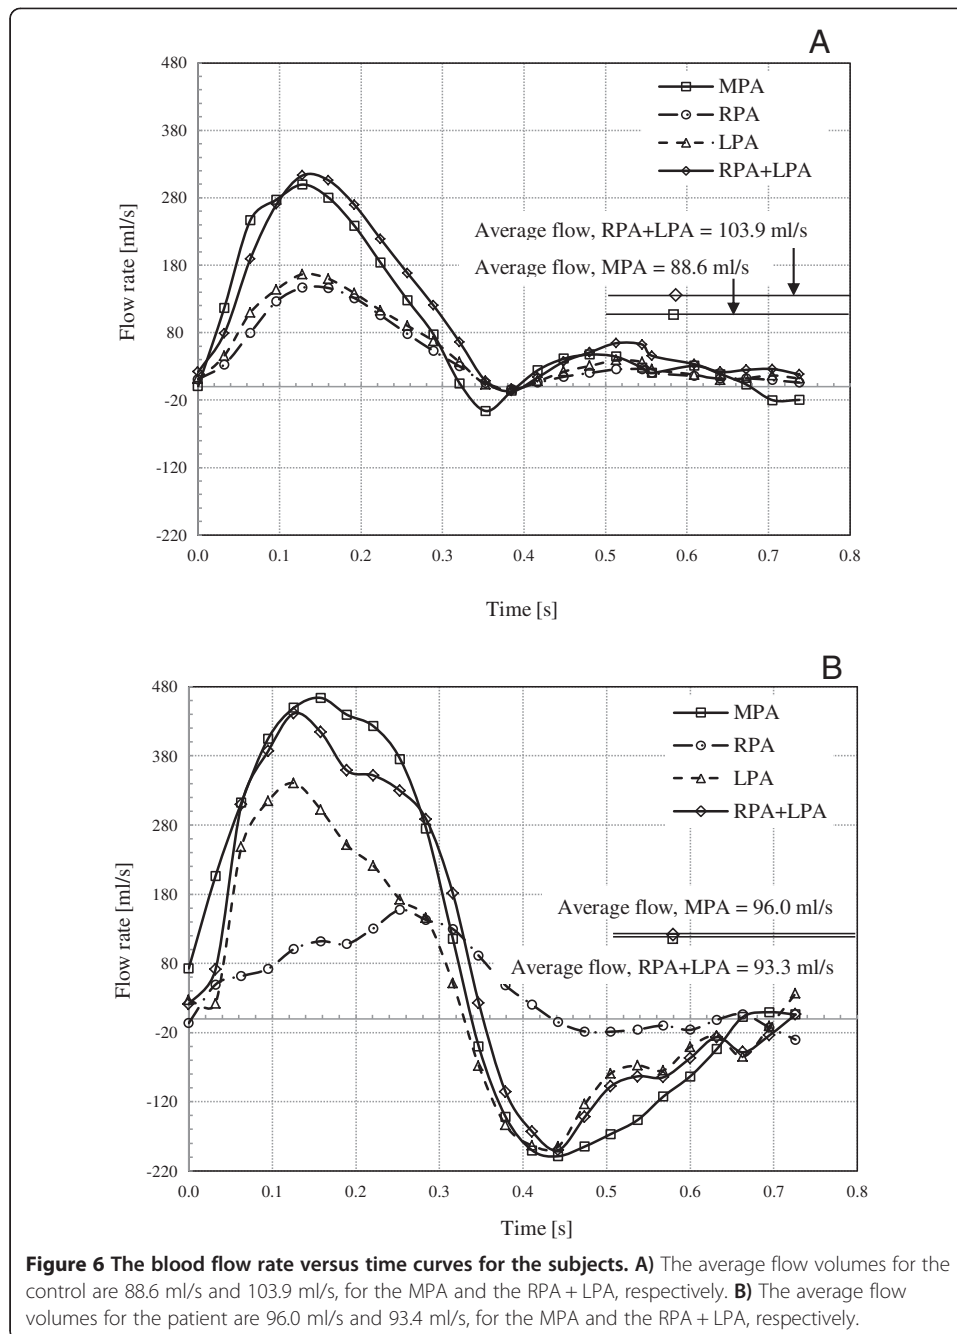 A
480
380
280
180
80
-20
-120
-220
Flow rate [ml/s]
MPA
RPA
LPA
RPA+LPA
Average flow, RPA+LPA = 103.9 ml/s
Average flow, MPA = 88.6 ml/s
0.0 0.1 0.2 0.3 0.4 0.5 0.6 0.7 0.8
Time [s]
B
480
380
280
180
80
-20
-120
-220
Flow rate [ml/s]
MPA
RPA
LPA
RPA+LPA
Average flow, MPA = 96.0 ml/s
Average flow, RPA+LPA = 93.3 ml/s
0.0 0.1 0.2 0.3 0.4 0.5 0.6 0.7 0.8
Time [s]
Figure 6 The blood flow rate versus time curves for the subjects. A) The average flow volumes for the
control are 88.6 ml/s and 103.9 ml/s, for the MPA and the RPA + LPA, respectively. B) The average flow
volumes for the patient are 96.0 ml/s and 93.4 ml/s, for the MPA and the RPA + LPA, respectively.